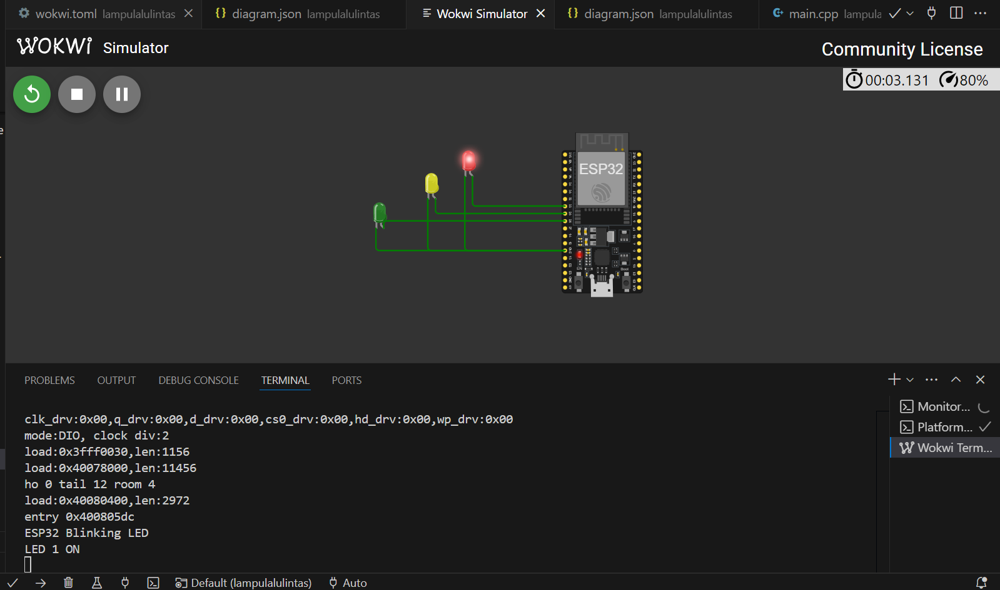 wokwi.toml lampulalulintas
diagram.json lampulalulintas
Wokwi Simulator
diagram.json lampulalulintas
main.cpp lampula
WOKWi Simulator
Community License
00:03.131 80%
ESP32
EN
Boot
PROBLEMS OUTPUT DEBUG CONSOLE TERMINAL PORTS
clk_drv:0x00,q_drv:0x00,d_drv:0x00,cs0_drv:0x00,hd_drv:0x00,wp_drv:0x00
mode:DIO, clock div:2
load:0x3fff0030,len:1156
load:0x40078000,len:11456
ho 0 tail 12 room 4
load:0x40080400,len:2972
entry 0x400805dc
ESP32 Blinking LED
LED 1 ON
Monitor...
Platform...
Wokwi Term...
Default (lampulalulintas) Auto